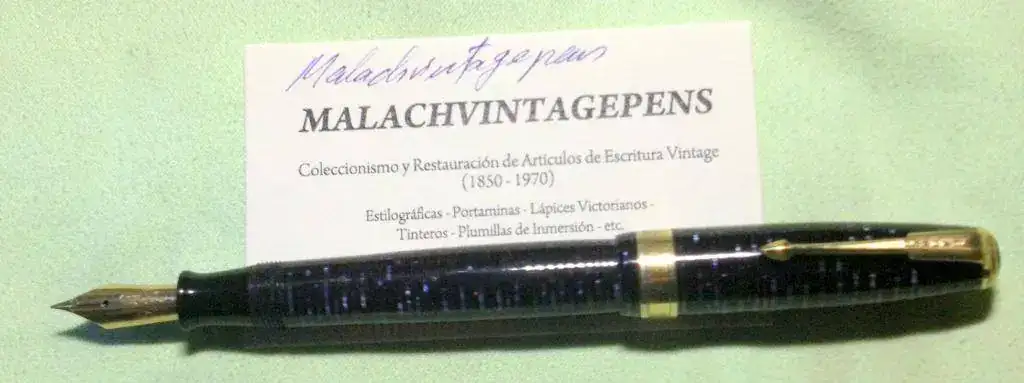 Malachvintagepens
MALACHVINTAGEPENS
Coleccionismo y Restauración de Artículos de Escritura Vintage
(1850 - 1970)
Estilográficas - Portaminas - Lápices Victorianos -
Tinteros - Plumillas de Inmersión - etc.